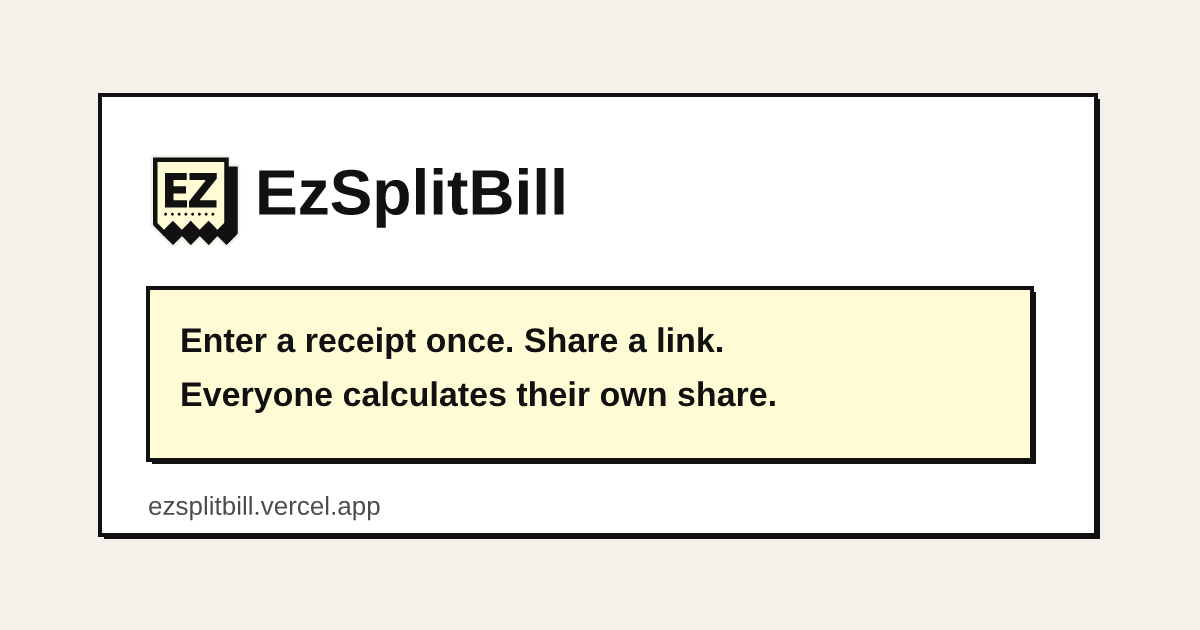 EZ
EzSplitBill
Enter a receipt once. Share a link.
Everyone calculates their own share.
ezsplitbill.vercel.app